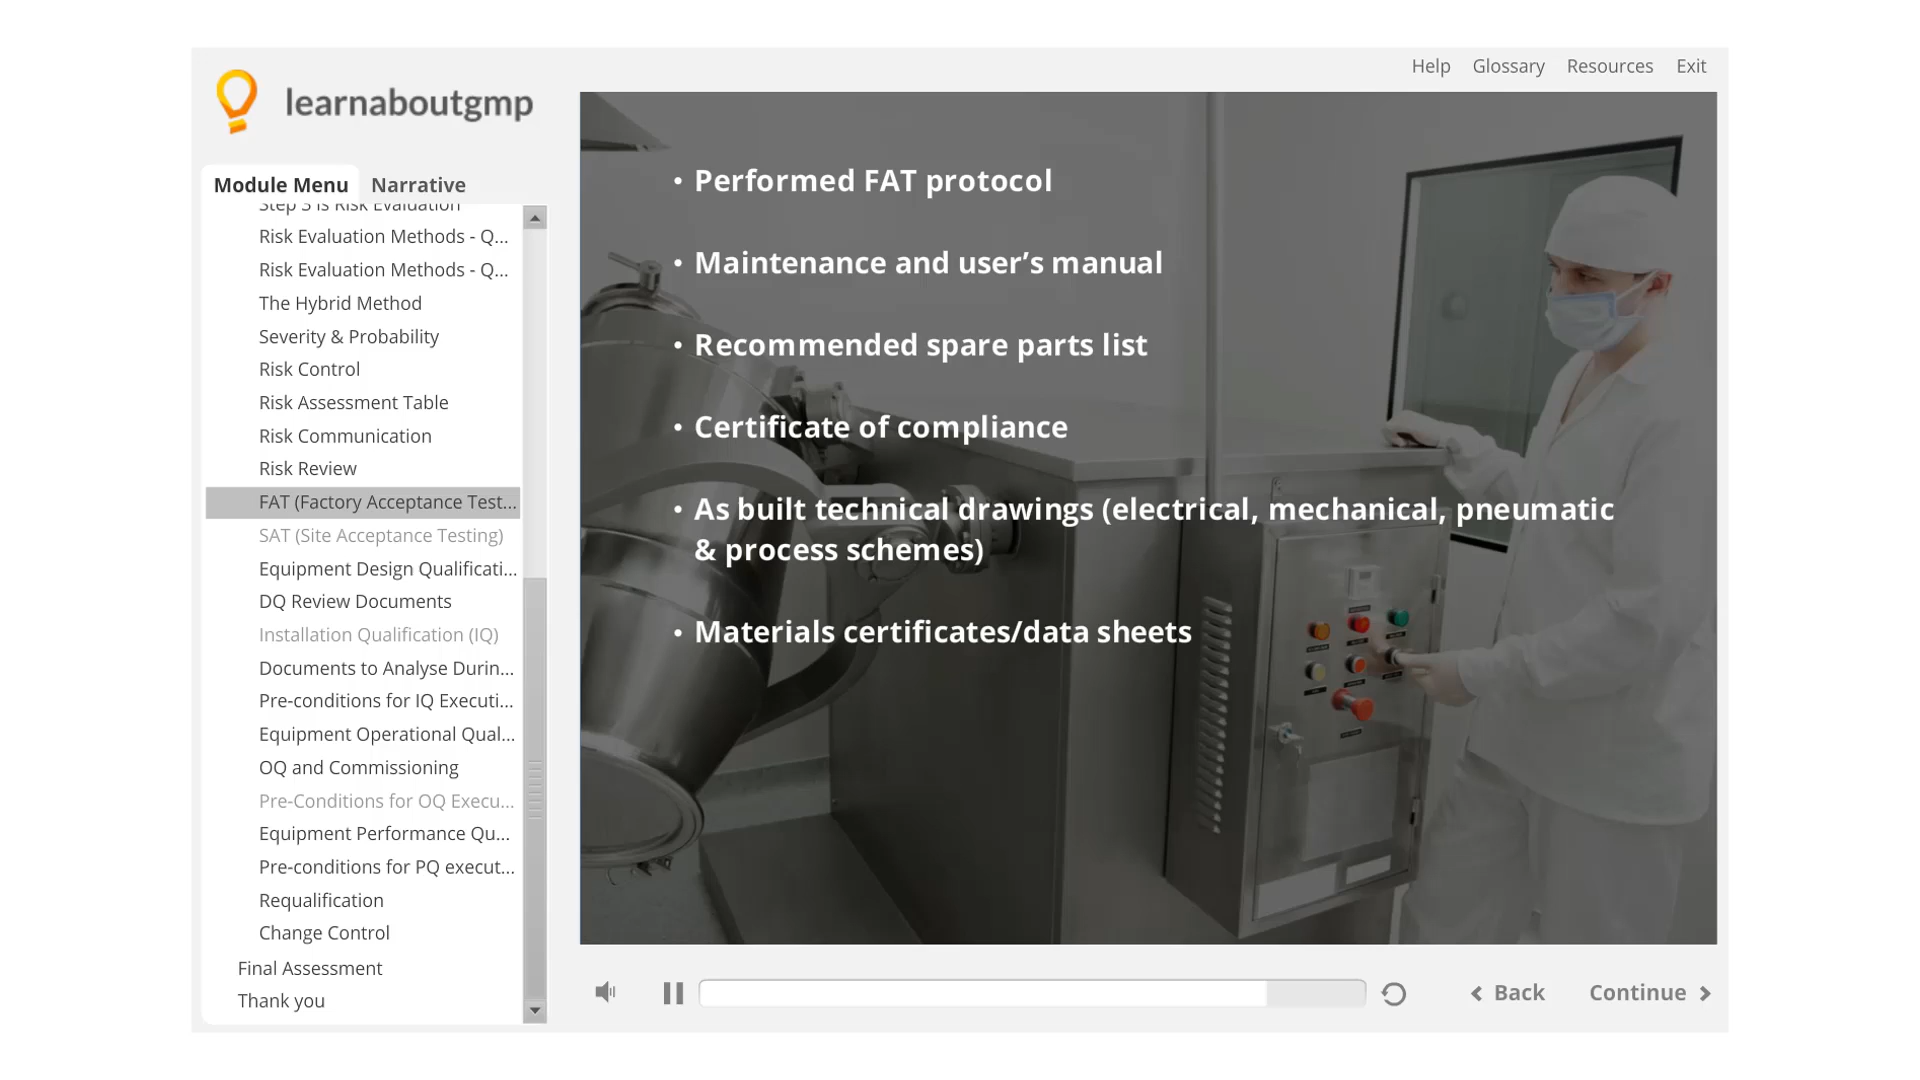 Help Glossary Resources Exit
learnaboutgmp
Module Menu Narrative
Step 3 is Risk Evaluation
Risk Evaluation Methods - Q...
Risk Evaluation Methods - Q...
The Hybrid Method
Severity & Probability
Risk Control
Risk Assessment Table
Risk Communication
Risk Review
FAT (Factory Acceptance Test...
SAT (Site Acceptance Testing)
Equipment Design Qualificati...
DQ Review Documents
Installation Qualification (IQ)
Documents to Analyse Durin...
Pre-conditions for IQ Executi...
Equipment Operational Qual...
OQ and Commissioning
Pre-Conditions for OQ Execu...
Equipment Performance Qu...
Pre-conditions for PQ execut...
Requalification
Change Control
Final Assessment
Thank you
• Performed FAT protocol
• Maintenance and user’s manual
• Recommended spare parts list
• Certificate of compliance
• As built technical drawings (electrical, mechanical, pneumatic
& process schemes)
• Materials certificates/data sheets
Back Continue